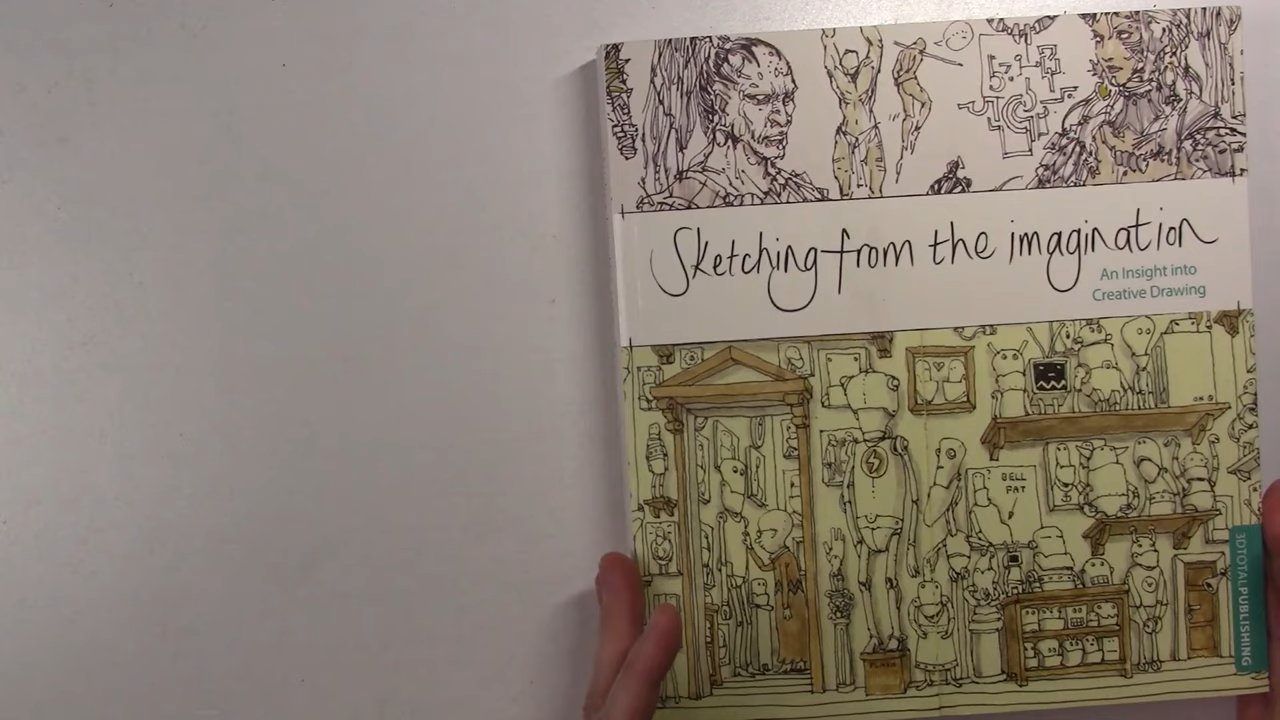 Sketching from the imagination
An Insight into
Creative Drawing
BELL
FAT
3DTOTALPUBLISHING